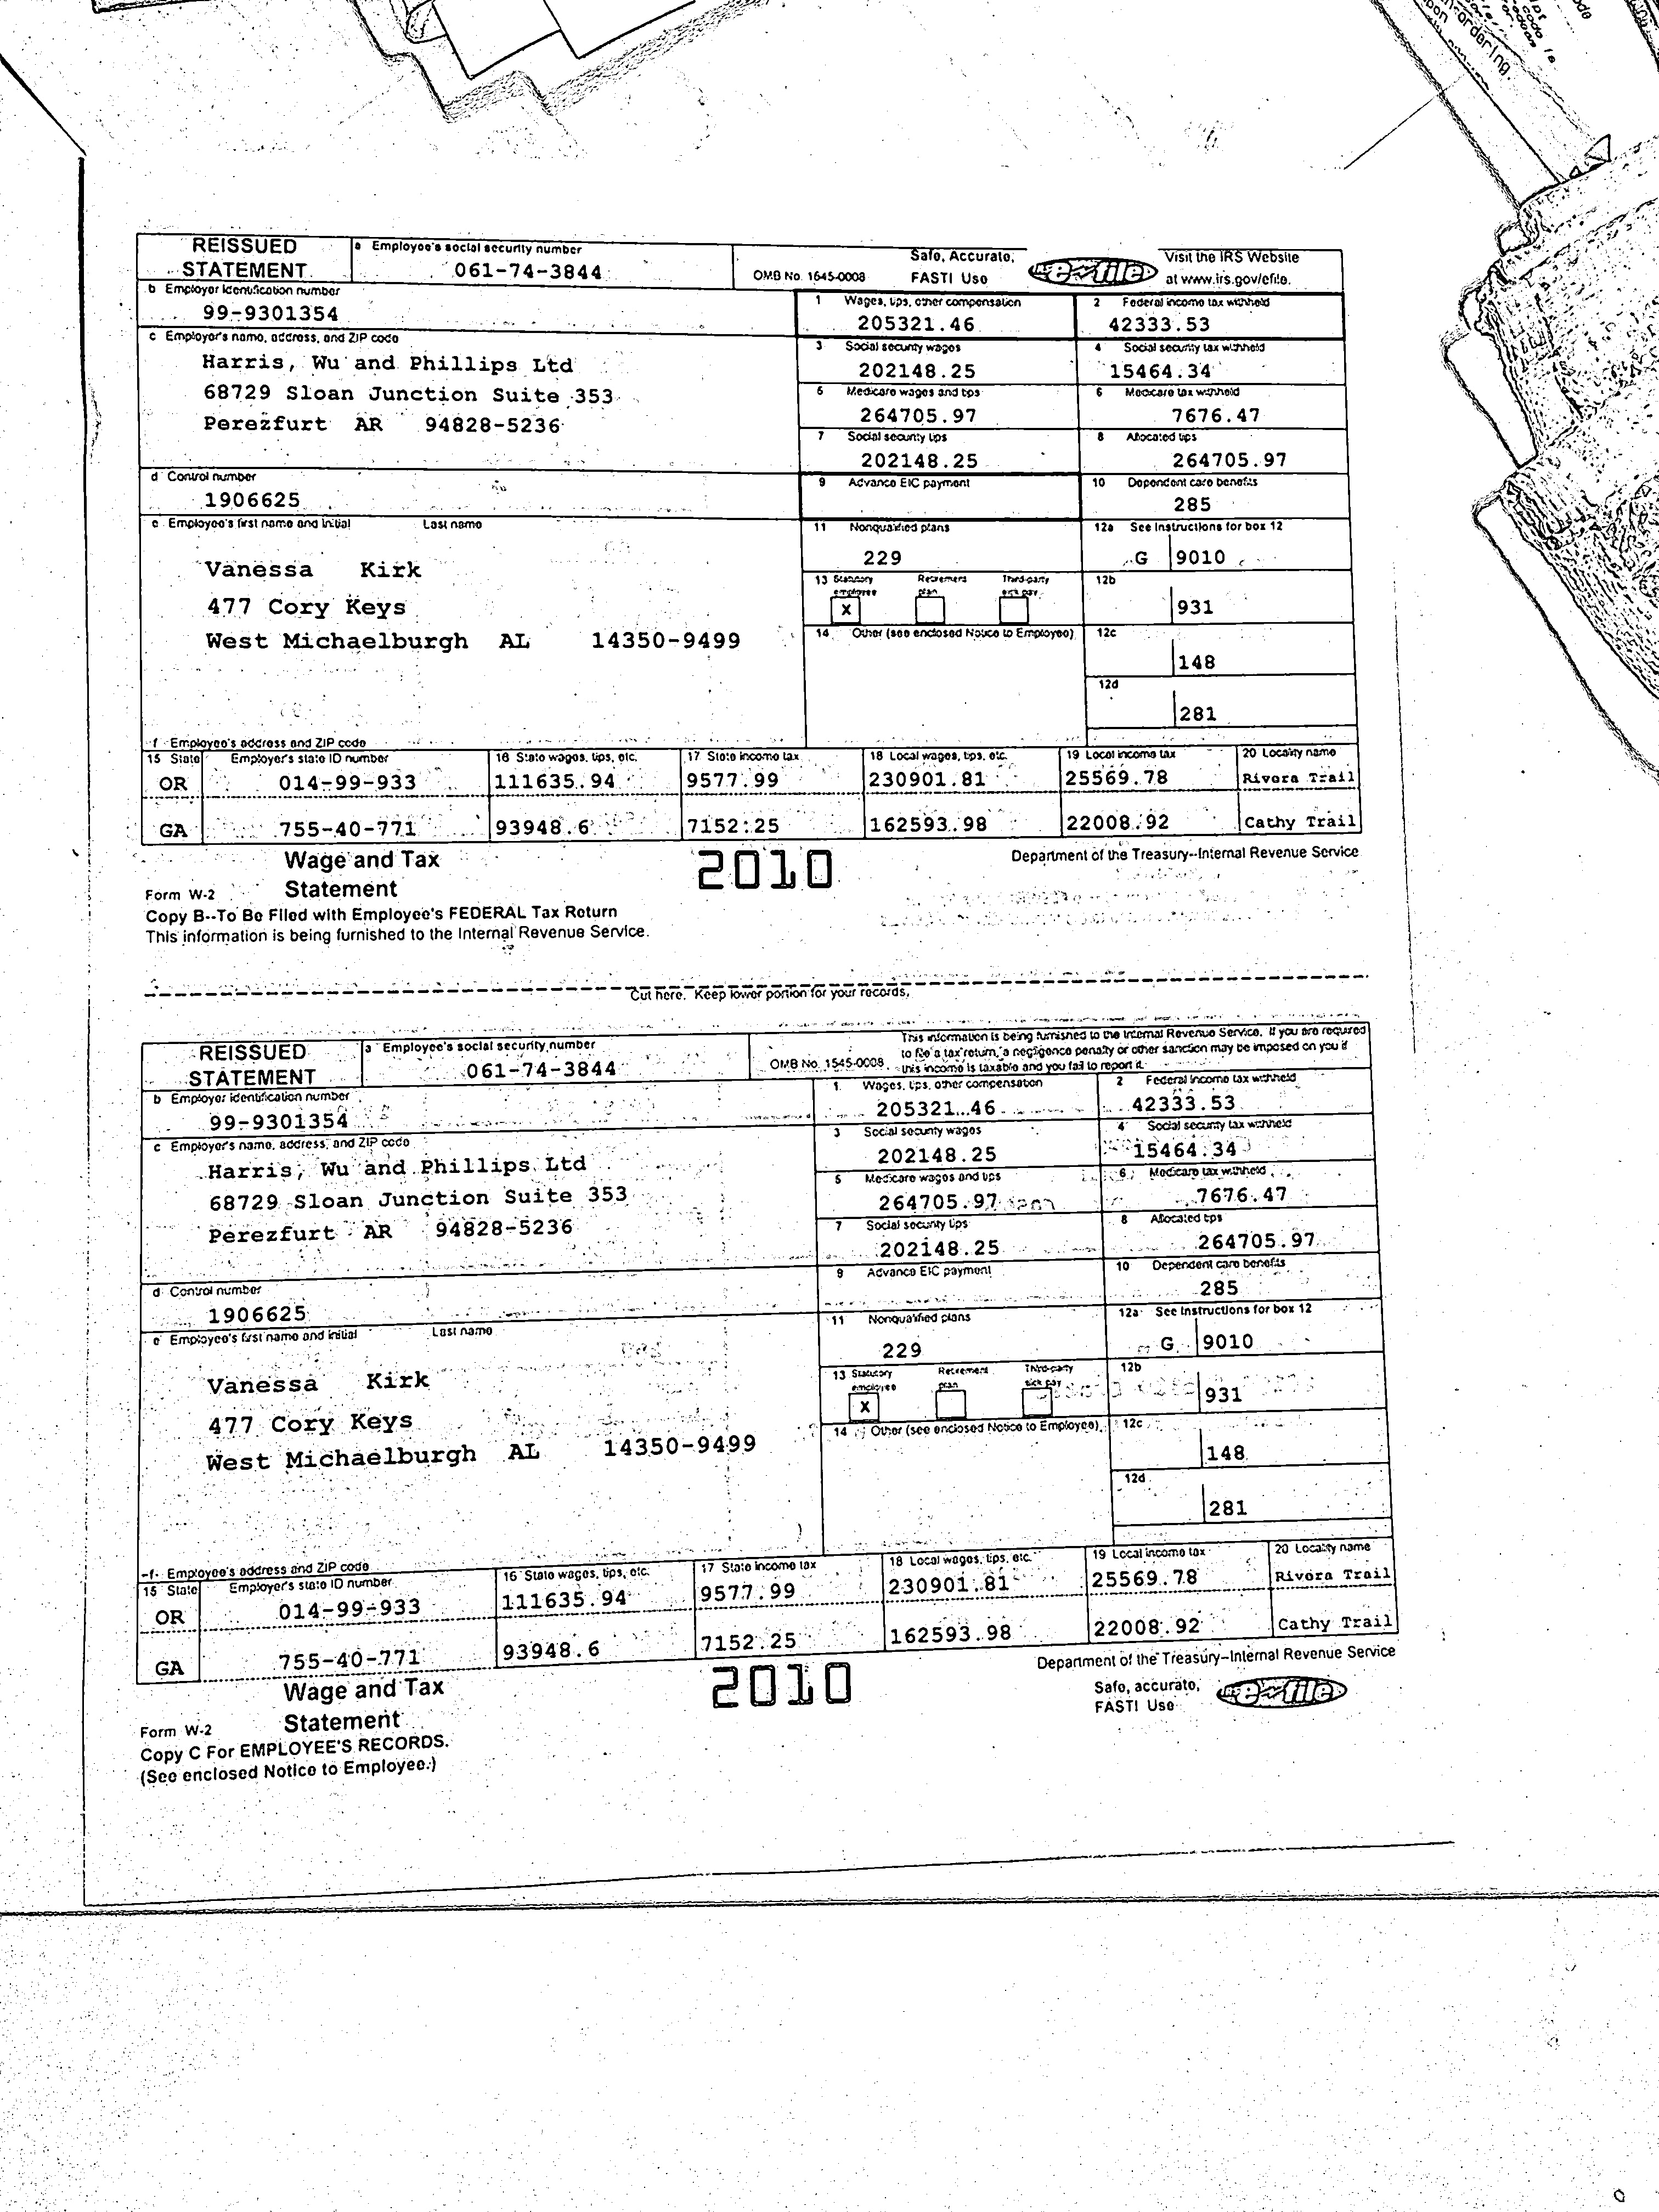 ordering.
REISSUED STATEMENT
a Employee's social security number
061-74-3844
OMB No. 1545-0008
Safe, Accurate, FAST! Use
e~file
Visit the IRS Website at www.irs.gov/efile.
b Employer identification number
99-9301354
1 Wages, tips, other compensation
205321.46
2 Federal income tax withheld
42333.53
c Employer's name, address, and ZIP code
Harris, Wu and Phillips Ltd
68729 Sloan Junction Suite 353
Perezfurt AR 94828-5236
3 Social security wages
202148.25
4 Social security tax withheld
15464.34
5 Medicare wages and tips
264705.97
6 Medicare tax withheld
7676.47
7 Social security tips
202148.25
8 Allocated tips
264705.97
d Control number
1906625
9 Advance EIC payment
10 Dependent care benefits
285
e Employee's first name and initial Last name
Vanessa Kirk
477 Cory Keys
West Michaelburgh AL 14350-9499
11 Nonqualified plans
229
12a See Instructions for box 12
G 9010
13 Statutory employee Retirement plan Third-party sick pay
X
12b
931
14 Other (see enclosed Notice to Employee)
12c
148
12d
281
f Employee's address and ZIP code
15 State Employer's state ID number 16 State wages, tips, etc. 17 State income tax 18 Local wages, tips, etc. 19 Local income tax 20 Locality name
OR 014-99-933 111635.94 9577.99 230901.81 25569.78 Rivera Trail
GA 755-40-771 93948.6 7152.25 162593.98 22008.92 Cathy Trail
Wage and Tax
Form W-2 Statement
2010
Department of the Treasury--Internal Revenue Service
Copy B--To Be Filed with Employee's FEDERAL Tax Return
This information is being furnished to the Internal Revenue Service.
Cut here. Keep lower portion for your records.
REISSUED STATEMENT
a Employee's social security number
061-74-3844
OMB No. 1545-0008
This information is being furnished to the Internal Revenue Service. If you are required
to file a tax return, a negligence penalty or other sanction may be imposed on you if
this income is taxable and you fail to report it.
b Employer identification number
99-9301354
1 Wages, tips, other compensation
205321.46
2 Federal income tax withheld
42333.53
c Employer's name, address, and ZIP code
Harris, Wu and Phillips Ltd
68729 Sloan Junction Suite 353
Perezfurt AR 94828-5236
3 Social security wages
202148.25
4 Social security tax withheld
15464.34
5 Medicare wages and tips
264705.97
6 Medicare tax withheld
7676.47
7 Social security tips
202148.25
8 Allocated tips
264705.97
d Control number
1906625
9 Advance EIC payment
10 Dependent care benefits
285
e Employee's first name and initial Last name
Vanessa Kirk
477 Cory Keys
West Michaelburgh AL 14350-9499
11 Nonqualified plans
229
12a See Instructions for box 12
G 9010
13 Statutory employee Retirement plan Third-party sick pay
X
12b
931
14 Other (see enclosed Notice to Employee)
12c
148
12d
281
f Employee's address and ZIP code
15 State Employer's state ID number 16 State wages, tips, etc. 17 State income tax 18 Local wages, tips, etc. 19 Local income tax 20 Locality name
OR 014-99-933 111635.94 9577.99 230901.81 25569.78 Rivera Trail
GA 755-40-771 93948.6 7152.25 162593.98 22008.92 Cathy Trail
Wage and Tax
Form W-2 Statement
2010
Department of the Treasury--Internal Revenue Service
Safe, accurate, FAST! Use
e~file
Copy C For EMPLOYEE'S RECORDS.
(See enclosed Notice to Employee.)